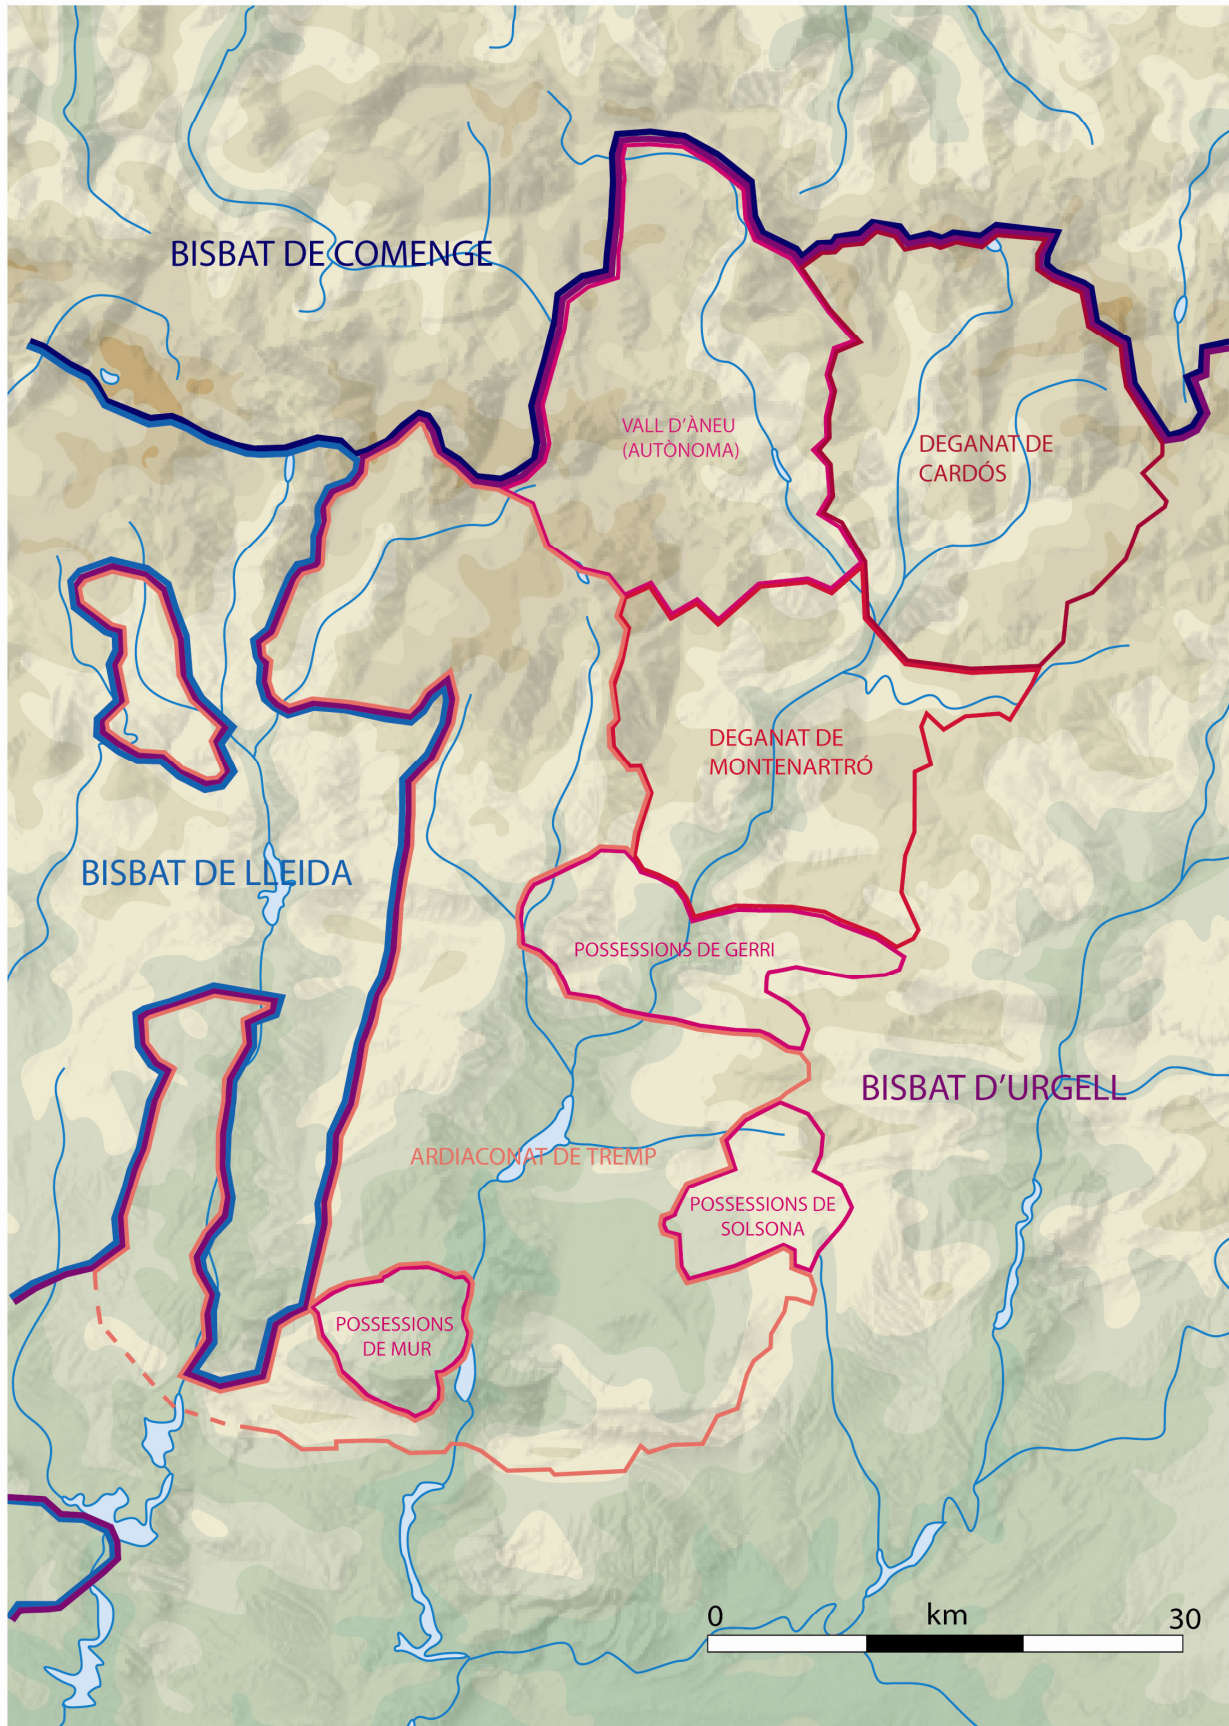 BISBAT DE COMENGE
VALL D'ÀNEU
(AUTÒNOMA)
DEGANAT DE
CARDÓS
DEGANAT DE
MONTENARTRÓ
BISBAT DE LLEIDA
POSSESSIONS DE GERRI
BISBAT D'URGELL
ARDIACONAT DE TREMP
POSSESSIONS DE
SOLSONA
POSSESSIONS
DE MUR
0 km 30